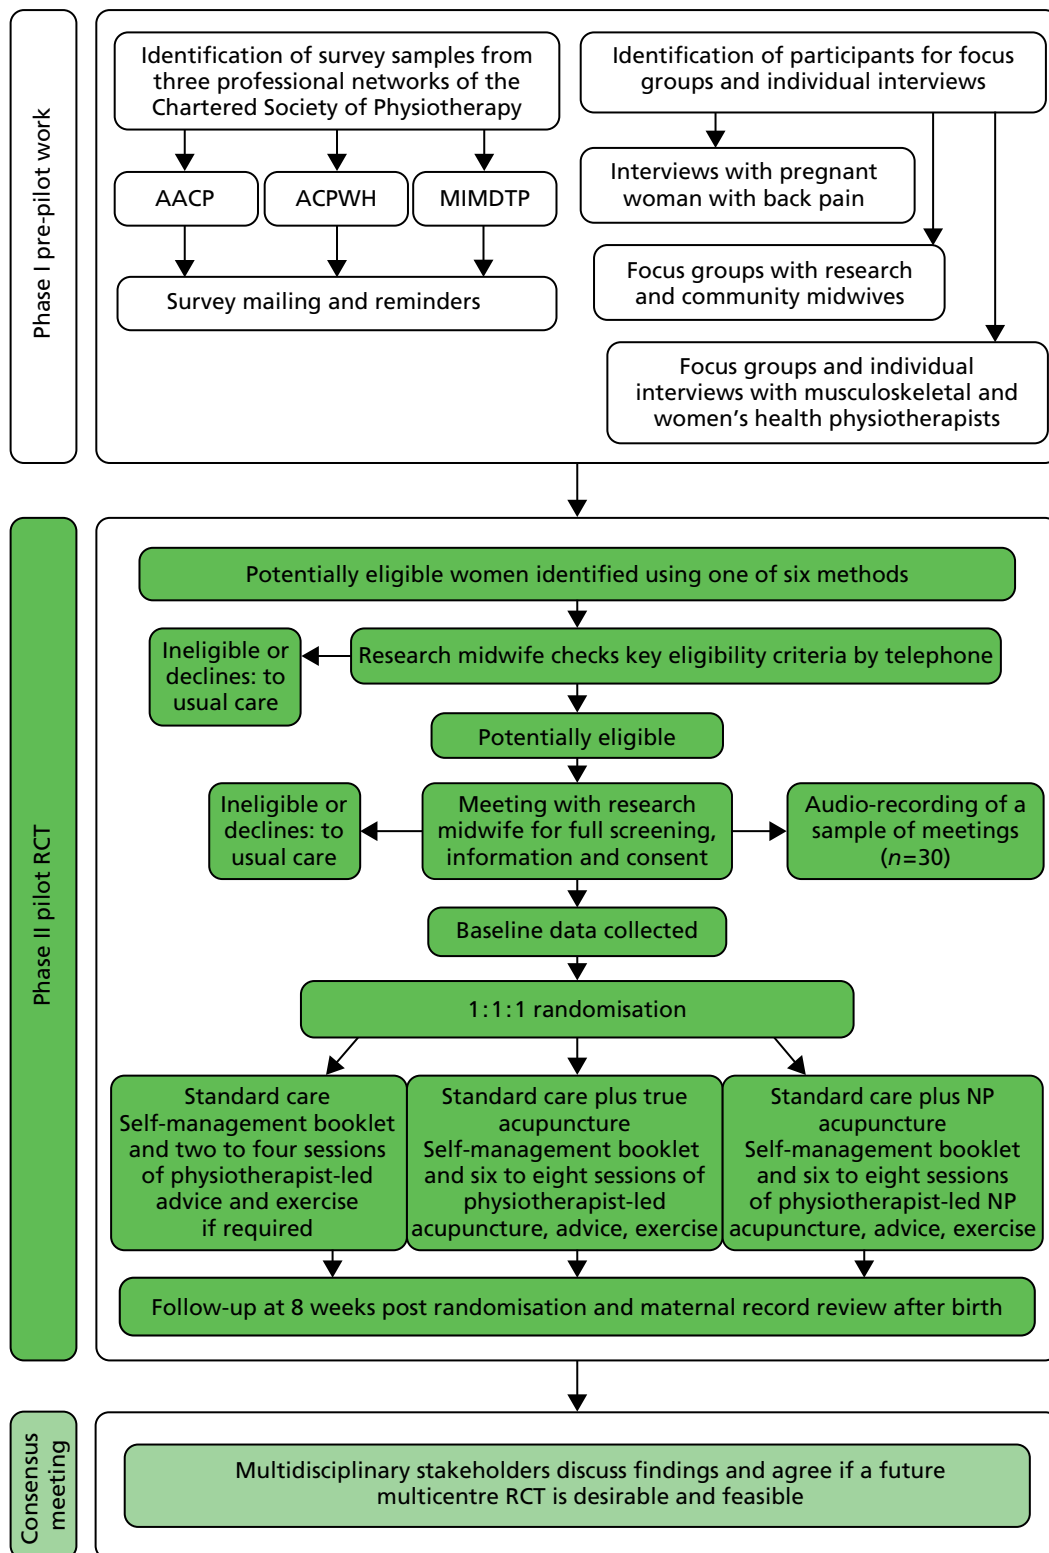 Phase I pre-pilot work
Identification of survey samples from
three professional networks of the
Chartered Society of Physiotherapy
AACP
ACPWH
MIMDTP
Survey mailing and reminders
Identification of participants for focus
groups and individual interviews
Interviews with pregnant
woman with back pain
Focus groups with research
and community midwives
Focus groups and individual
interviews with musculoskeletal and
women's health physiotherapists
Phase II pilot RCT
Potentially eligible women identified using one of six methods
Ineligible or
declines: to
usual care
Research midwife checks key eligibility criteria by telephone
Potentially eligible
Ineligible or
declines: to
usual care
Meeting with research
midwife for full screening,
information and consent
Audio-recording of a
sample of meetings
(n=30)
Baseline data collected
1:1:1 randomisation
Standard care
Self-management booklet
and two to four sessions
of physiotherapist-led
advice and exercise
if required
Standard care plus true
acupuncture
Self-management booklet
and six to eight sessions of
physiotherapist-led
acupuncture, advice, exercise
Standard care plus NP
acupuncture
Self-management booklet
and six to eight sessions
of physiotherapist-led NP
acupuncture, advice, exercise
Follow-up at 8 weeks post randomisation and maternal record review after birth
Consensus
meeting
Multidisciplinary stakeholders discuss findings and agree if a future
multicentre RCT is desirable and feasible